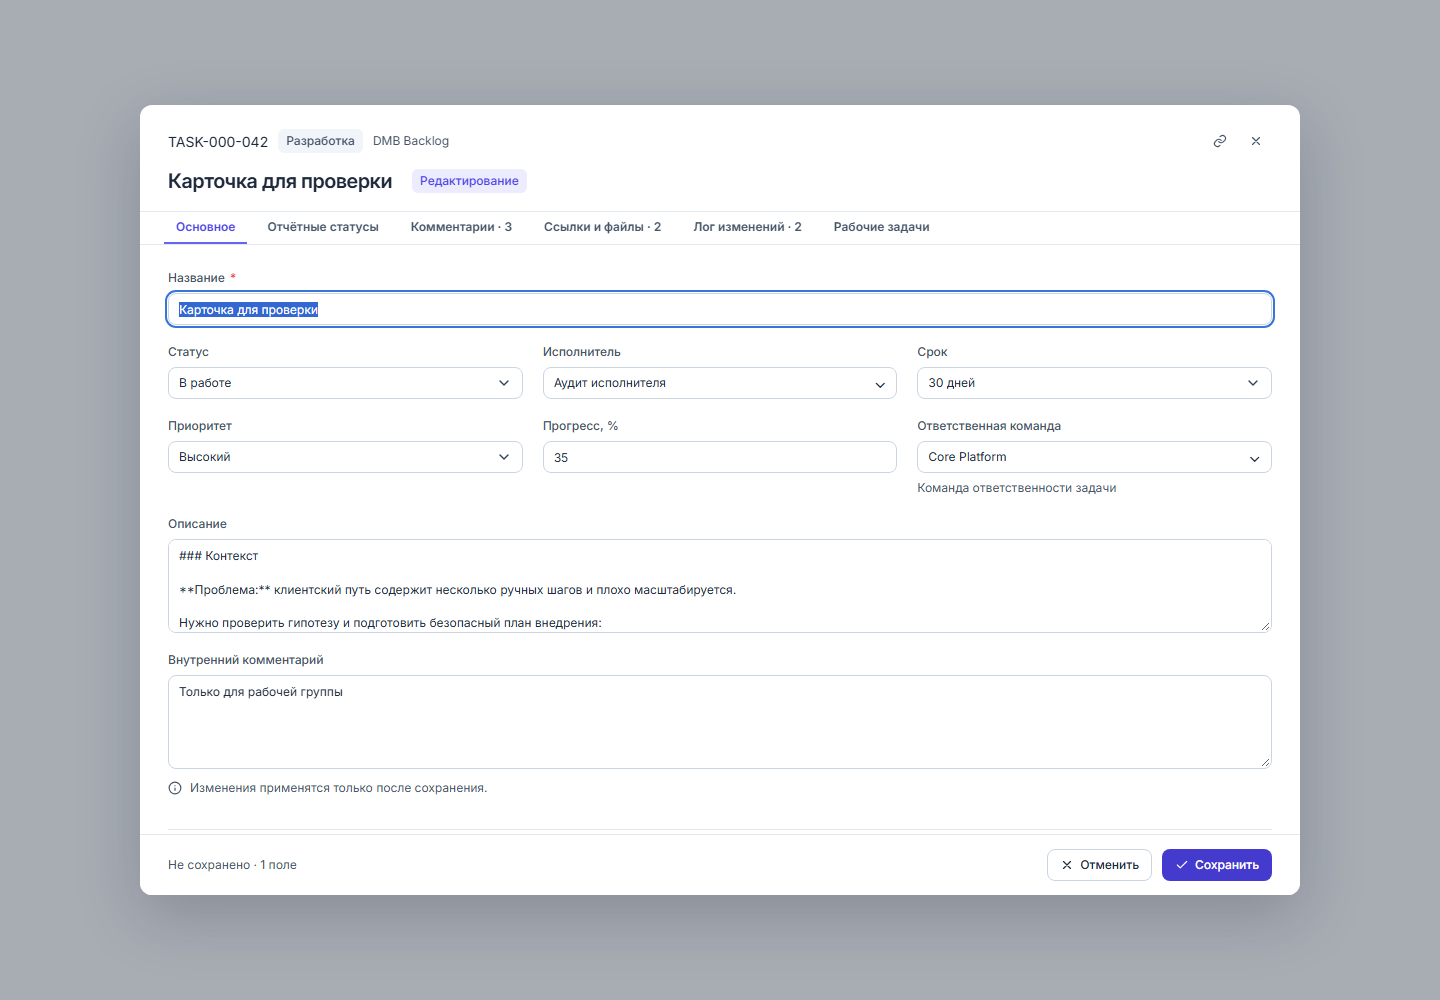 TASK-000-042 Разработка DMB Backlog
Карточка для проверки Редактирование
Основное Отчётные статусы Комментарии · 3 Ссылки и файлы · 2 Лог изменений · 2 Рабочие задачи
Название *
Карточка для проверки
Статус Исполнитель Срок
В работе Аудит исполнителя 30 дней
Приоритет Прогресс, % Ответственная команда
Высокий 35 Core Platform
Команда ответственности задачи
Описание
### Контекст
**Проблема:** клиентский путь содержит несколько ручных шагов и плохо масштабируется.
Нужно проверить гипотезу и подготовить безопасный план внедрения:
Внутренний комментарий
Только для рабочей группы
Изменения применятся только после сохранения.
Не сохранено · 1 поле Отменить Сохранить